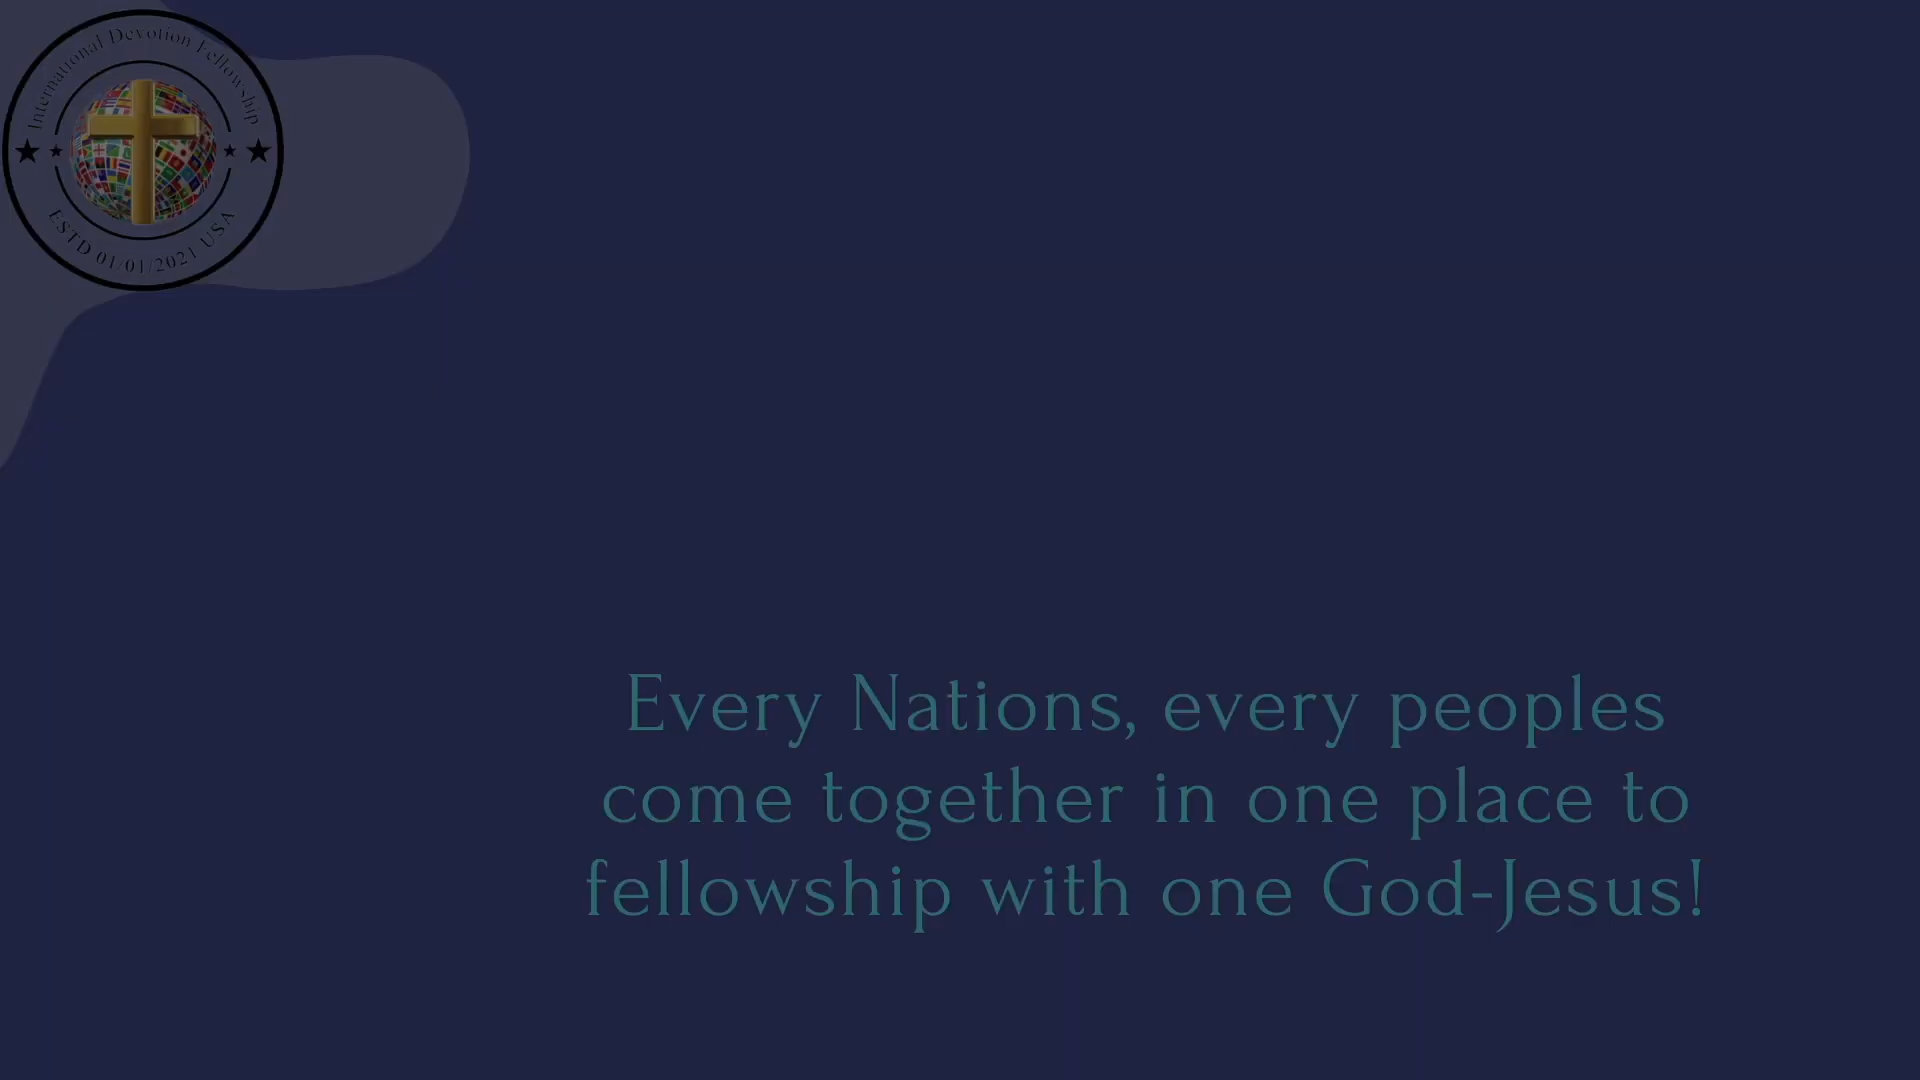 International Devotion Fellowship
ESTD 01/01/2021 USA
Every Nations, every peoples
come together in one place to
fellowship with one God-Jesus!